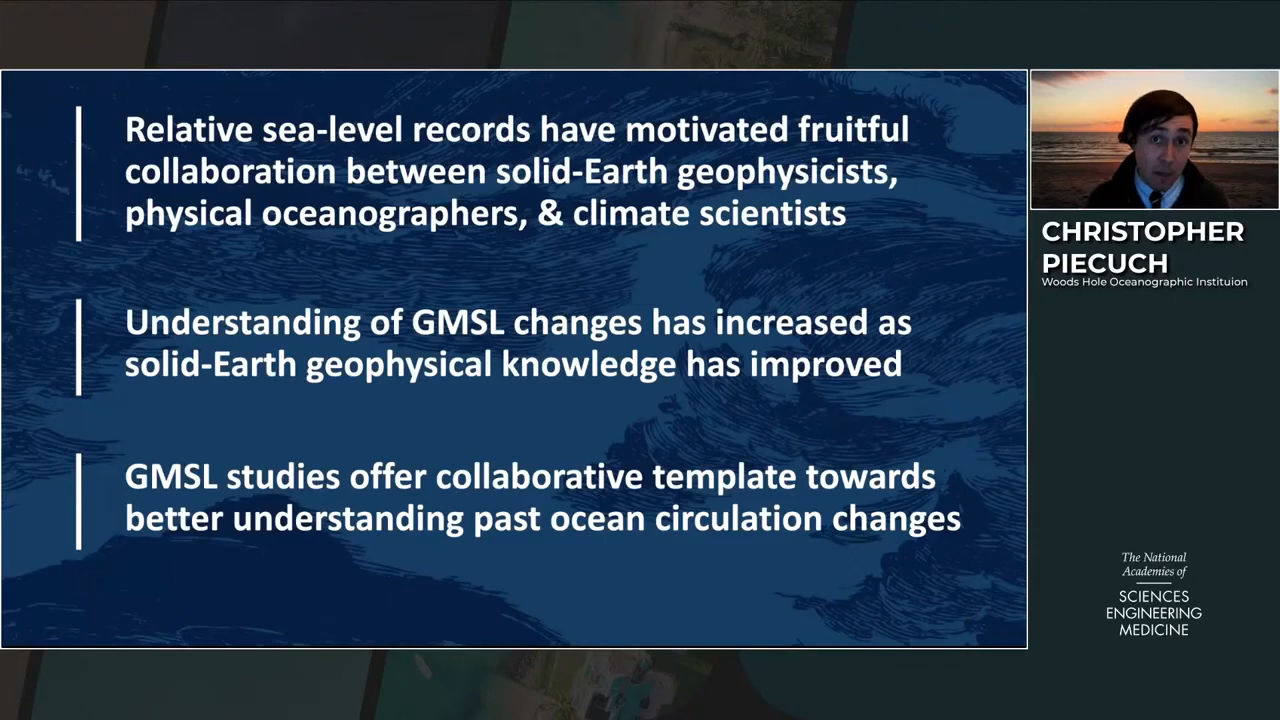 Relative sea-level records have motivated fruitful
collaboration between solid-Earth geophysicists,
physical oceanographers, & climate scientists
Understanding of GMSL changes has increased as
solid-Earth geophysical knowledge has improved
GMSL studies offer collaborative template towards
better understanding past ocean circulation changes
CHRISTOPHER
PIECUCH
Woods Hole Oceanographic Instituion
The National
Academies of
SCIENCES
ENGINEERING
MEDICINE